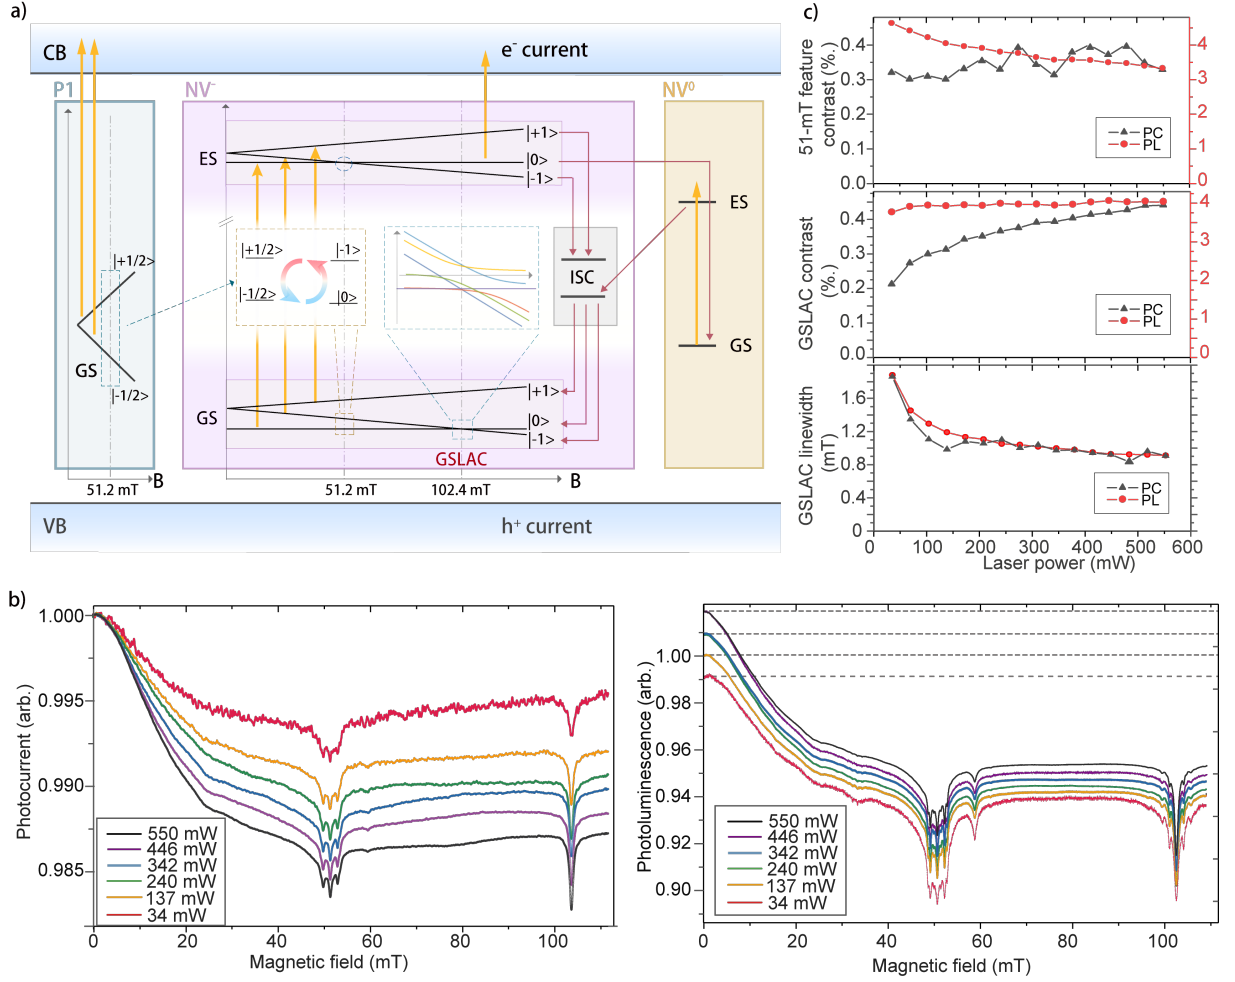 a)
CB
e⁻ current
P1
NV⁻
NV⁰
ES
|+1>
|0>
|-1>
ES
|+1/2>
|-1>
|-1/2>
|0>
ISC
|+1/2>
GS
|-1/2>
GS
GS
|+1>
|0>
|-1>
GSLAC
B
51.2 mT
51.2 mT
102.4 mT
B
VB
h⁺ current
c)
51-mT feature
contrast (%.)
0.4
0.3
0.2
0.1
0.0
4
3
2
1
0
PC
PL
GSLAC contrast
(%.)
0.4
0.3
0.2
0.1
0.0
4
3
2
1
0
PC
PL
GSLAC linewidth
(mT)
1.6
1.2
0.8
0.4
0
PC
PL
0 100 200 300 400 500 600
Laser power (mW)
b)
Photocurrent (arb.)
1.000
0.995
0.990
0.985
550 mW
446 mW
342 mW
240 mW
137 mW
34 mW
0 20 40 60 80 100
Magnetic field (mT)
Photoluminescence (arb.)
1.00
0.98
0.96
0.94
0.92
0.90
550 mW
446 mW
342 mW
240 mW
137 mW
34 mW
0 20 40 60 80 100
Magnetic field (mT)